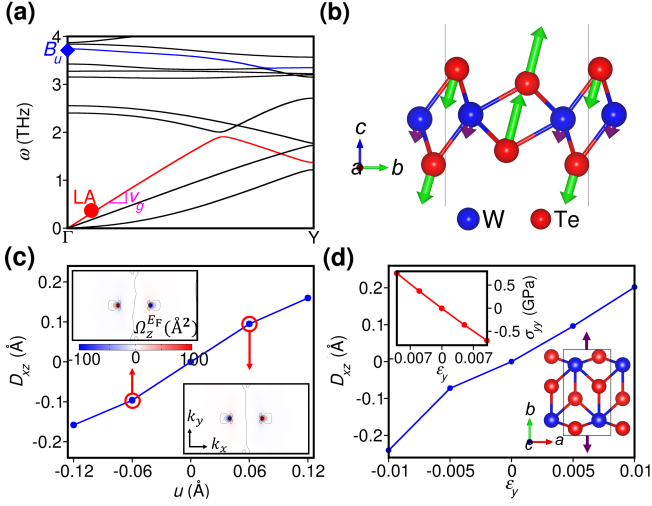 (a)
B_u
4
3
2
1
0
ω (THz)
LA
v_g
Γ
Y
(b)
c
a
b
W
Te
(c)
D_xz (Å)
0.2
0.1
0
-0.1
-0.2
-0.12
-0.06
0
0.06
0.12
u (Å)
Ω_z^{E_F}(Å²)
100
0
100
k_y
k_x
(d)
D_xz (Å)
0.2
0.1
0
-0.1
-0.2
-0.01
-0.005
0
0.005
0.01
ε_y
0.5
0
-0.5
σ_yy (GPa)
-0.007
0
0.007
ε_y
b
c
a